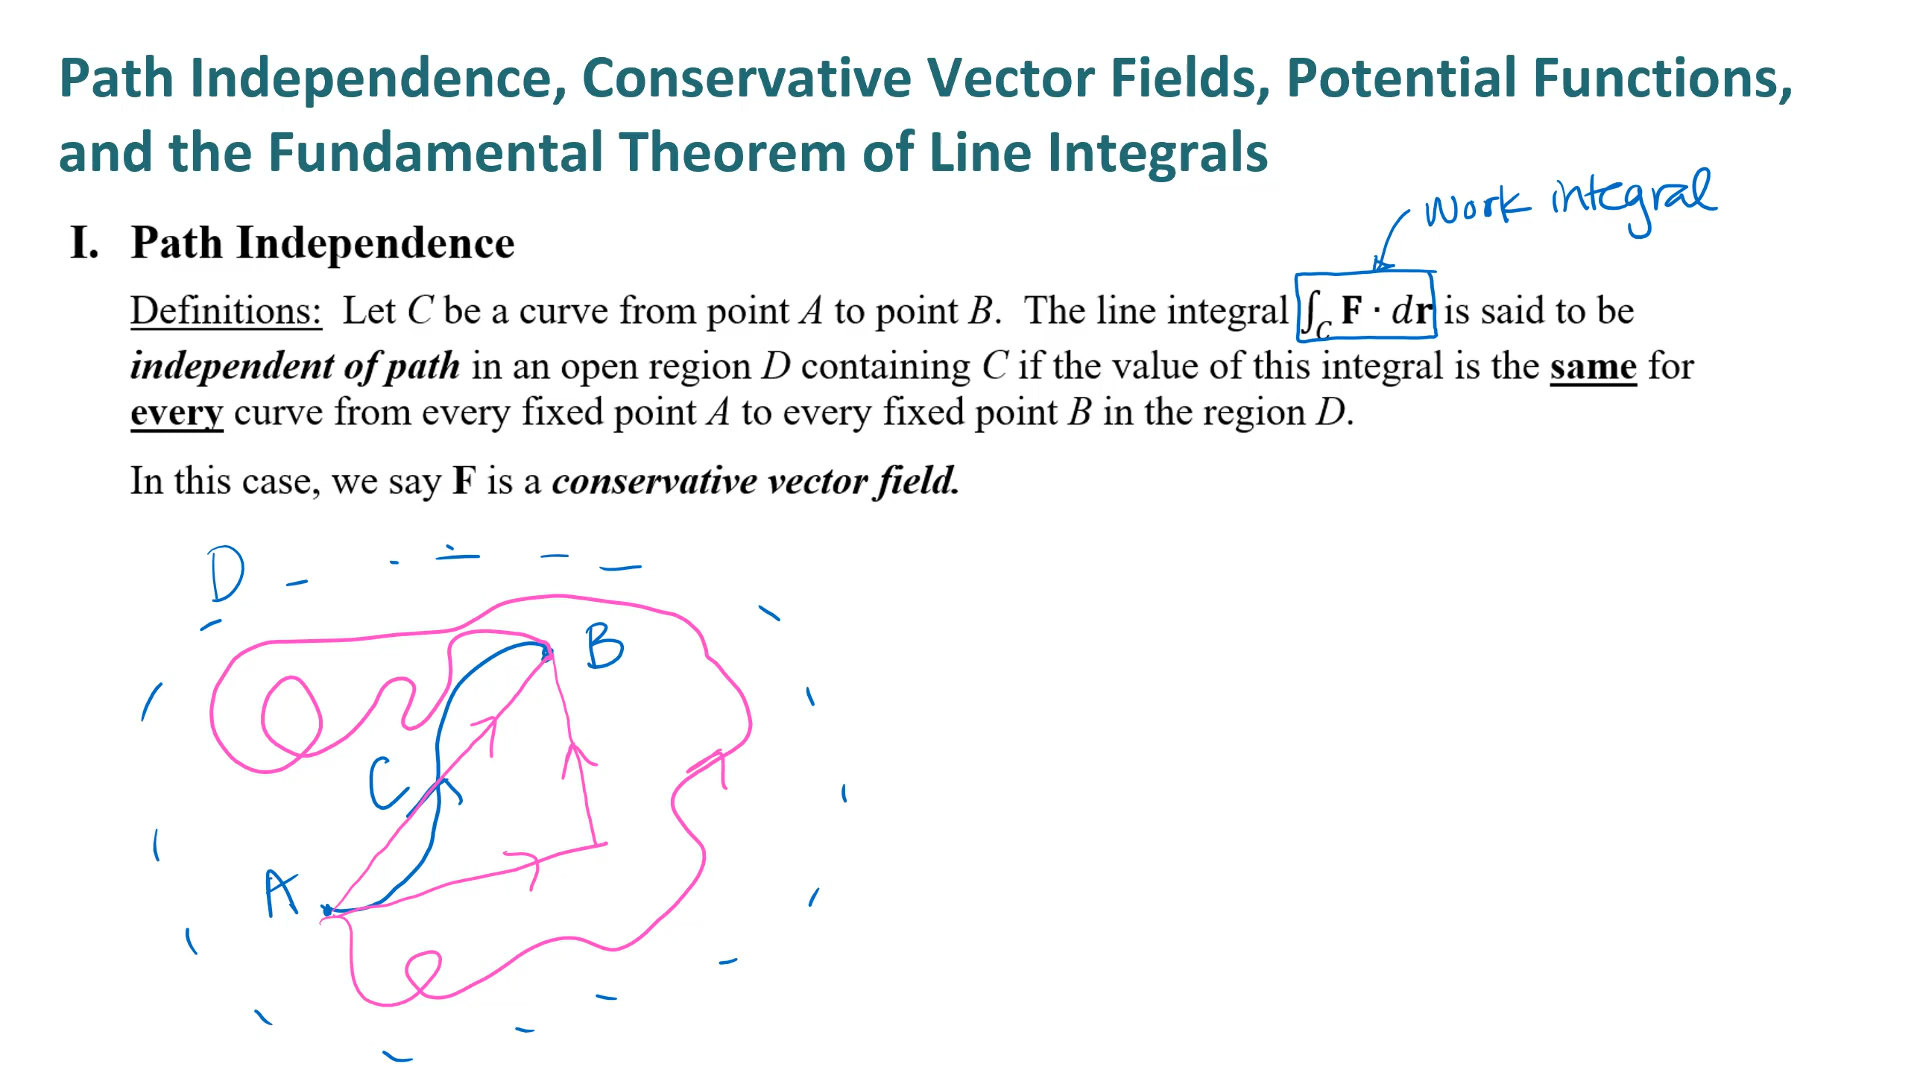 Path Independence, Conservative Vector Fields, Potential Functions,
and the Fundamental Theorem of Line Integrals
work integral
I. Path Independence
Definitions: Let C be a curve from point A to point B. The line integral ∫_C F · dr is said to be
independent of path in an open region D containing C if the value of this integral is the same for
every curve from every fixed point A to every fixed point B in the region D.
In this case, we say F is a conservative vector field.
D
B
C
A